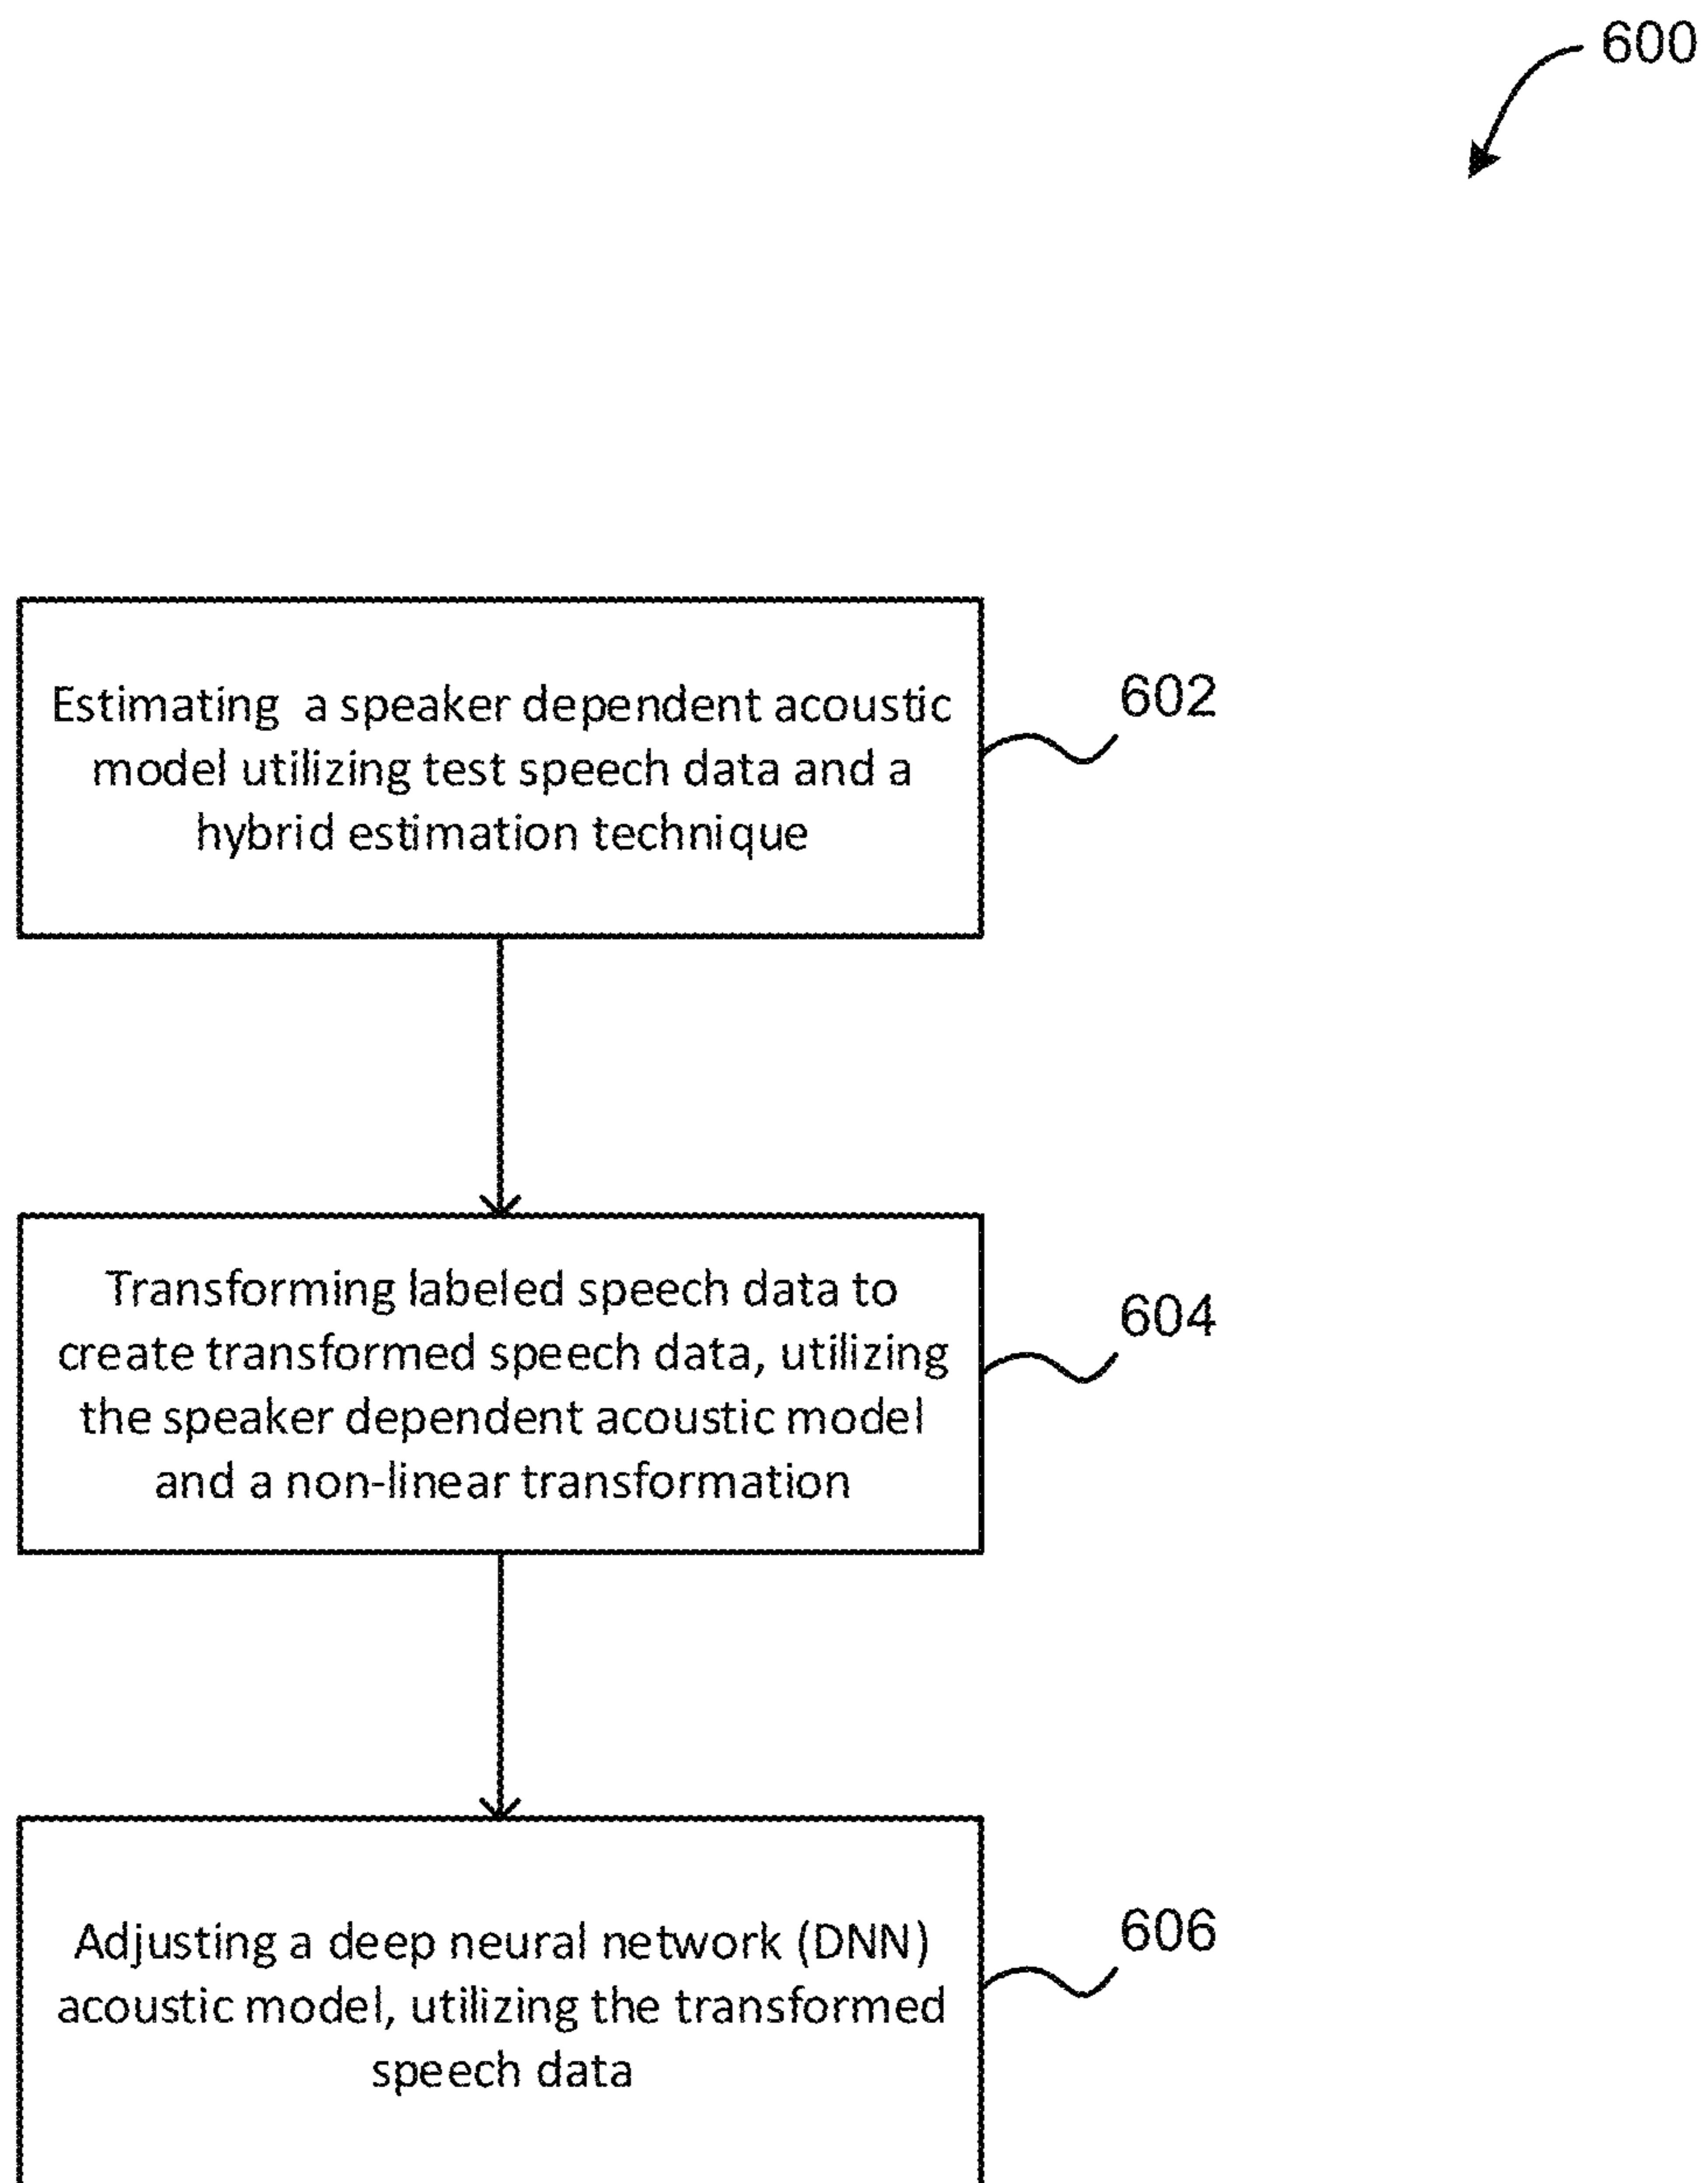 600
Estimating a speaker dependent acoustic
model utilizing test speech data and a
hybrid estimation technique
602
Transforming labeled speech data to
create transformed speech data, utilizing
the speaker dependent acoustic model
and a non-linear transformation
604
Adjusting a deep neural network (DNN)
acoustic model, utilizing the transformed
speech data
606